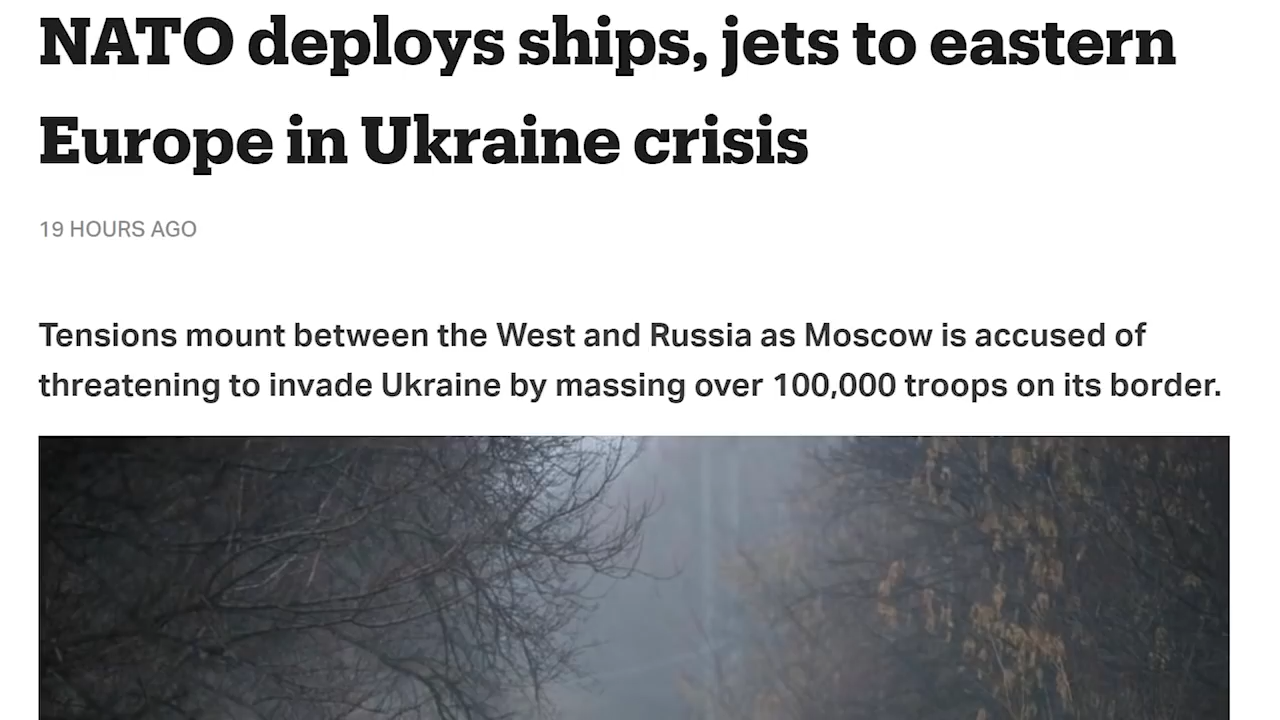 NATO deploys ships, jets to eastern
Europe in Ukraine crisis
19 HOURS AGO
Tensions mount between the West and Russia as Moscow is accused of
threatening to invade Ukraine by massing over 100,000 troops on its border.